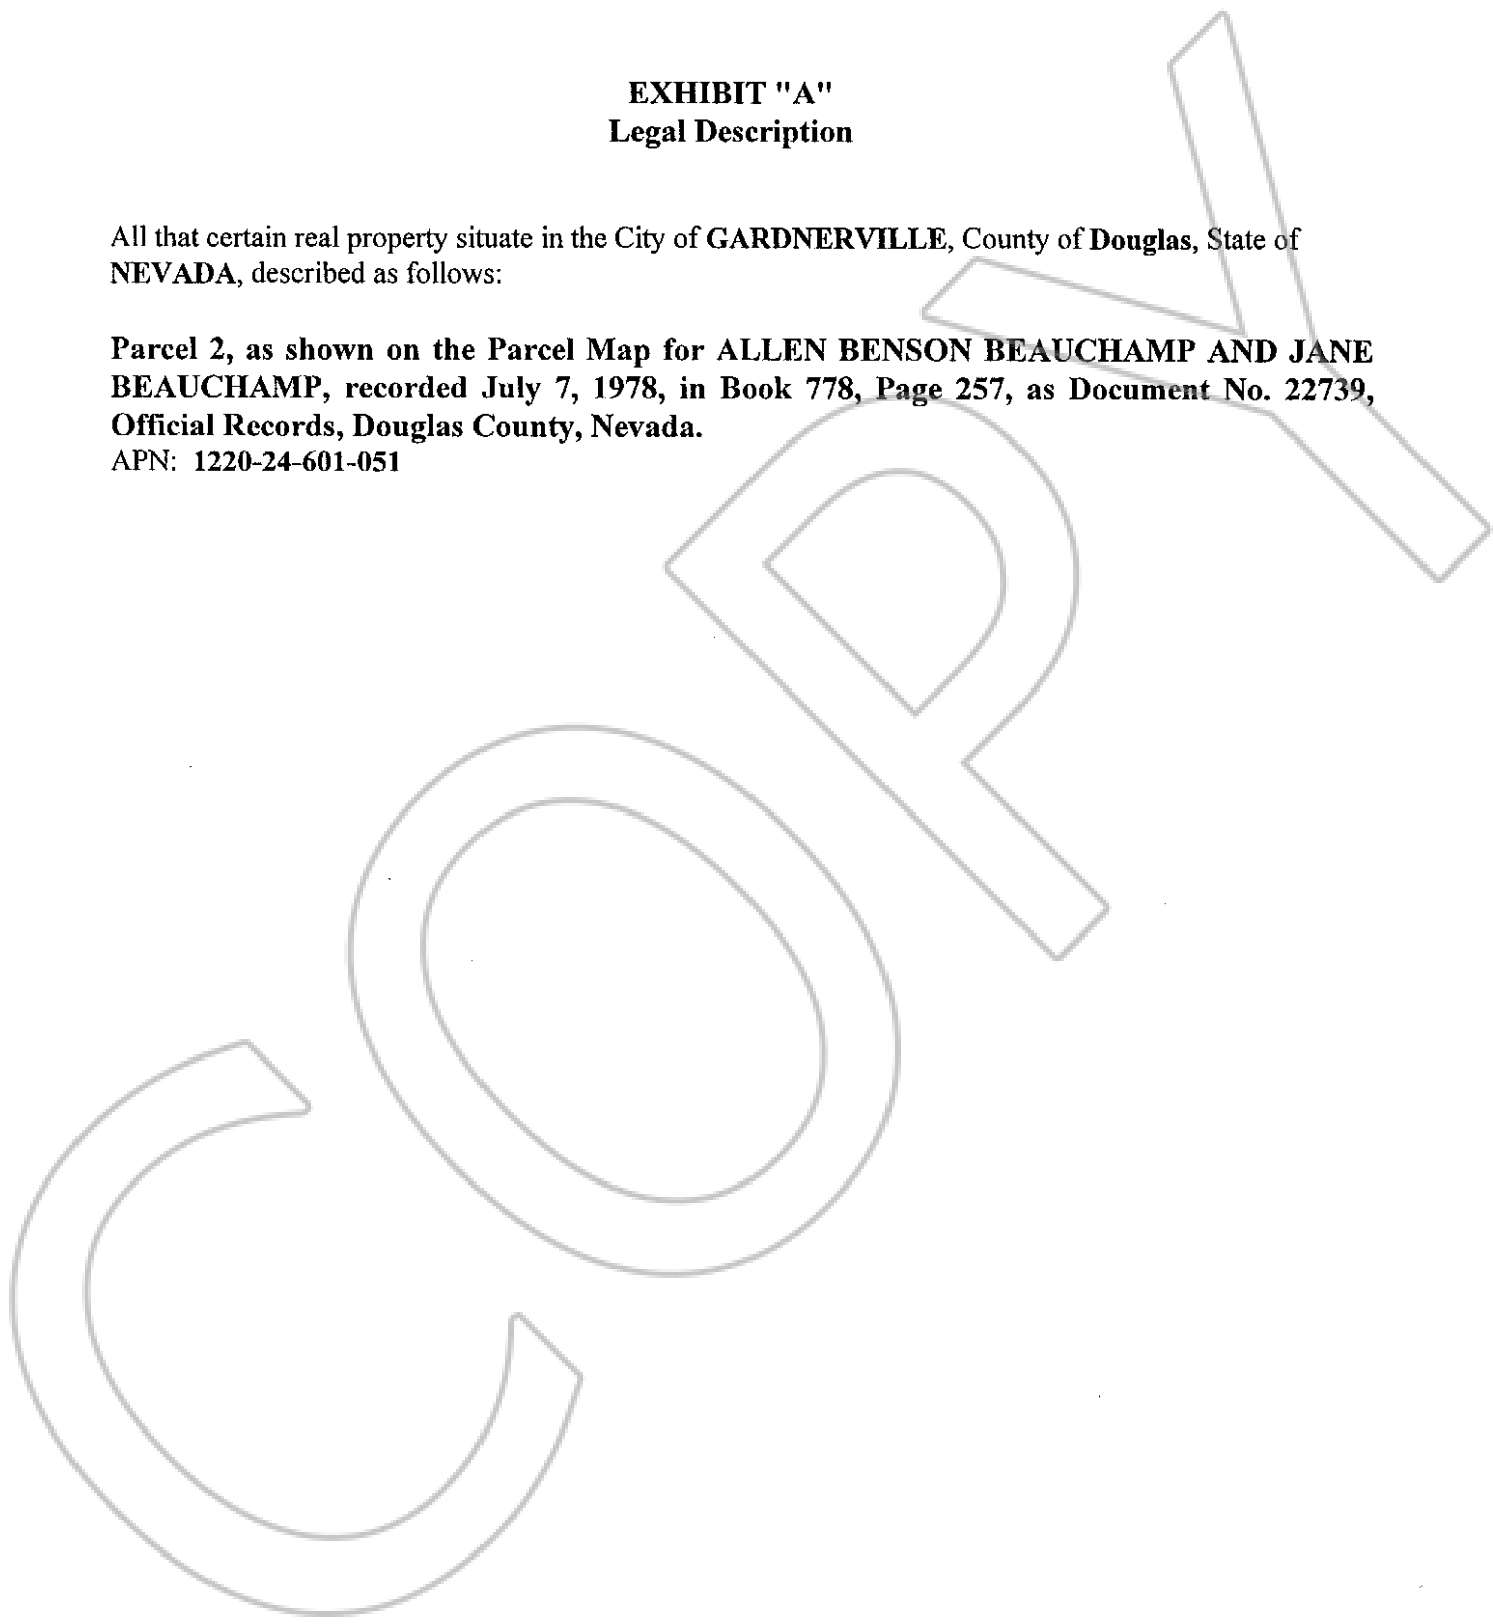 EXHIBIT "A"
Legal Description
All that certain real property situate in the City of GARDNERVILLE, County of Douglas, State of
NEVADA, described as follows:
Parcel 2, as shown on the Parcel Map for ALLEN BENSON BEAUCHAMP AND JANE
BEAUCHAMP, recorded July 7, 1978, in Book 778, Page 257, as Document No. 22739,
Official Records, Douglas County, Nevada.
APN: 1220-24-601-051
COPY